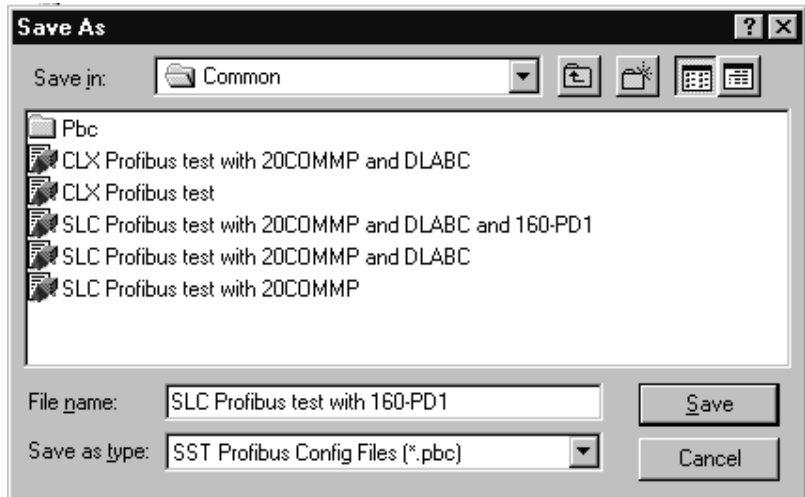 Save As
Save in: Common
Pbc
CLX Profibus test with 20COMMP and DLABC
CLX Profibus test
SLC Profibus test with 20COMMP and DLABC and 160-PD1
SLC Profibus test with 20COMMP and DLABC
SLC Profibus test with 20COMMP
File name: SLC Profibus test with 160-PD1 Save
Save as type: SST Profibus Config Files (*.pbc) Cancel